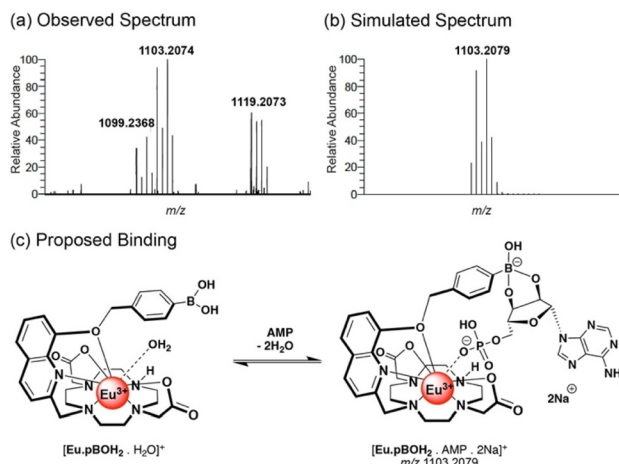 (a) Observed Spectrum
(b) Simulated Spectrum
1103.2074
1099.2368
1119.2073
Relative Abundance
100
80
60
40
20
0
m/z
1103.2079
Relative Abundance
100
80
60
40
20
0
m/z
(c) Proposed Binding
OH
B
OH
O
OH₂
O
O
N
N
H
O
Eu³⁺
N
N
N
O
[Eu.pBOH₂ . H₂O]⁺
AMP
- 2H₂O
OH
B⊖
O
O
O
O
O
⊖O
P
O
OH
N
N
N
N
NH
O
O
N
N
H
O
Eu³⁺
N
N
N
O
2Na⊕
[Eu.pBOH₂ . AMP . 2Na]⁺
m/z 1103.2079